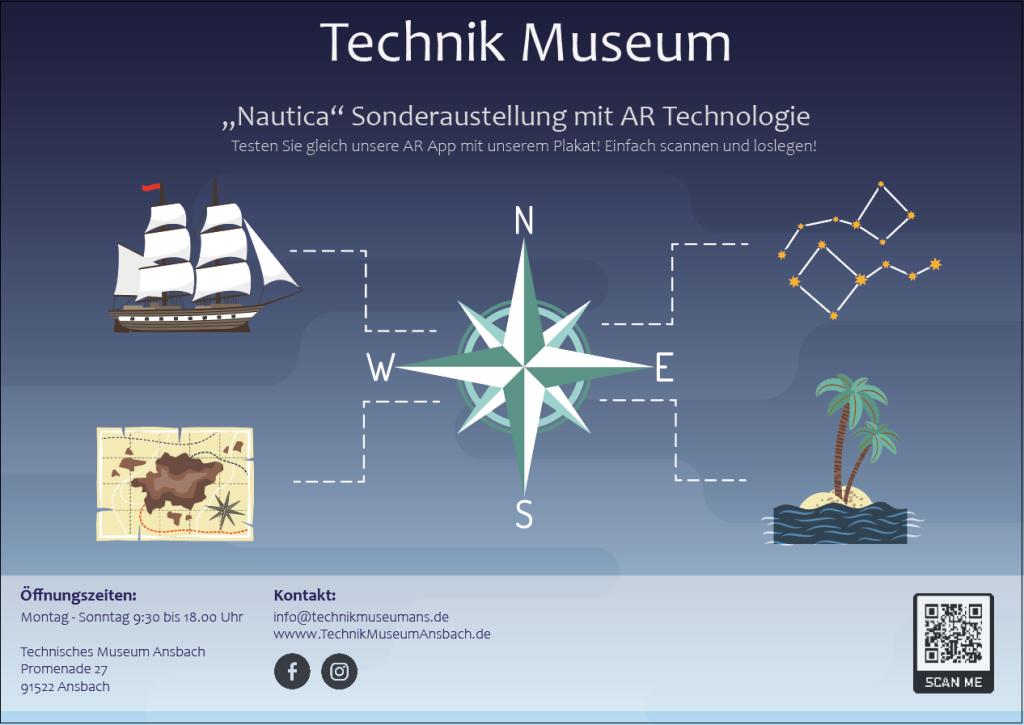 Technik Museum
„Nautica“ Sonderaustellung mit AR Technologie
Testen Sie gleich unsere AR App mit unserem Plakat! Einfach scannen und loslegen!
N
W
E
S
Öffnungszeiten:
Montag - Sonntag 9:30 bis 18.00 Uhr
Technisches Museum Ansbach
Promenade 27
91522 Ansbach
Kontakt:
info@technikmuseumans.de
wwww.TechnikMuseumAnsbach.de
SCAN ME